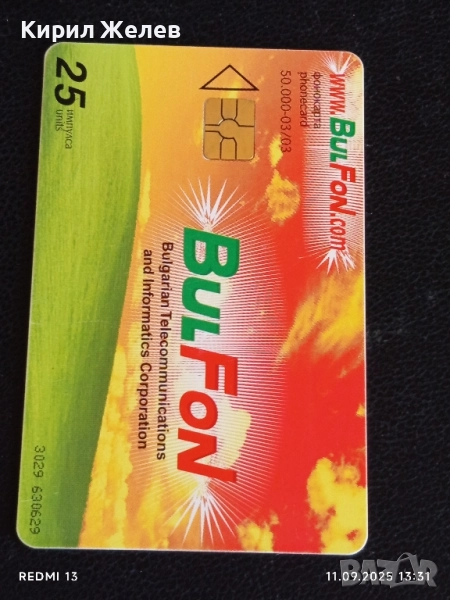 Кирил Желев
www.BulFon.com
фонокарта
phonecard
50.000-03/03
25 импулса
units
BulFon
Bulgarian Telecommunications
and Informatics Corporation
3029 630629
bazar
REDMI 13
11.09.2025 13:31